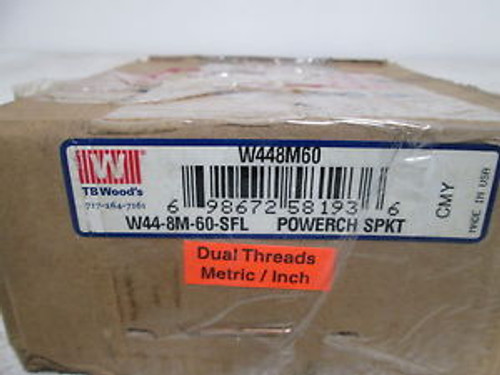 W448M60
W
TB Wood's
717-264-7161
6 98672 58193 6
W44-8M-60-SFL POWERCH SPKT
CMY
MADE IN USA
Dual Threads
Metric / Inch